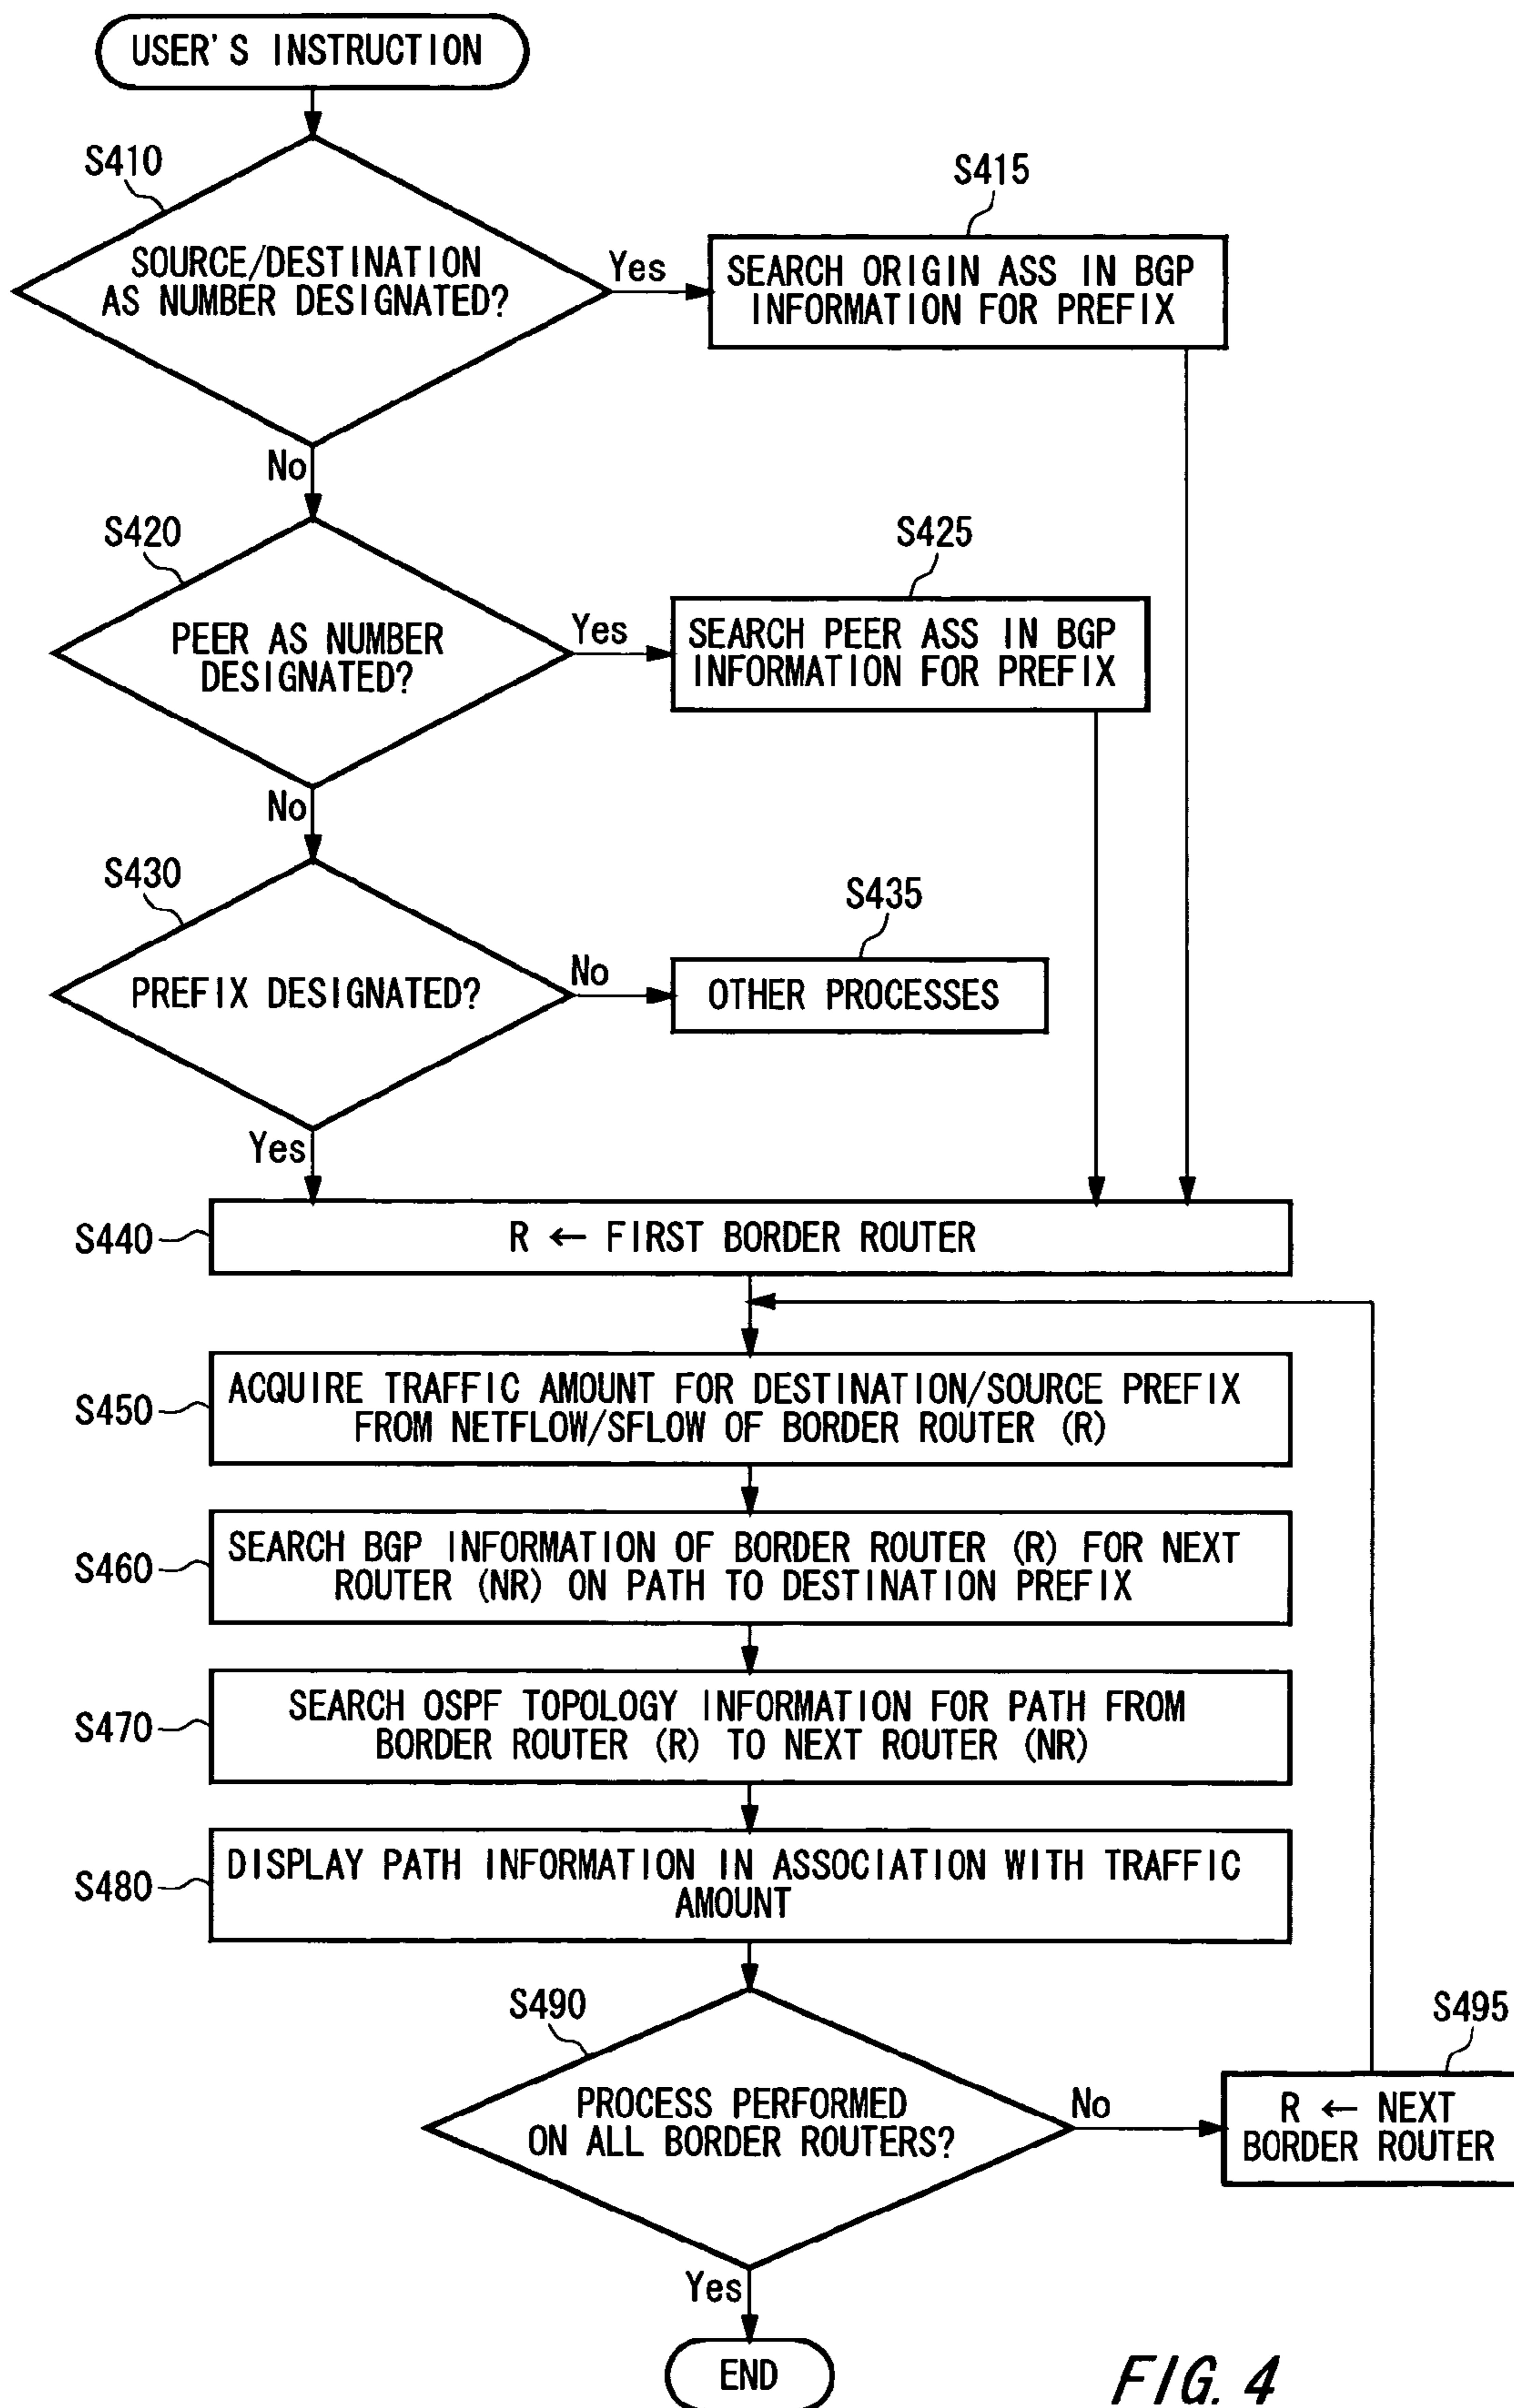 USER'S INSTRUCTION
S410
SOURCE/DESTINATION
AS NUMBER DESIGNATED?
Yes
S415
SEARCH ORIGIN ASS IN BGP
INFORMATION FOR PREFIX
No
S420
PEER AS NUMBER
DESIGNATED?
Yes
S425
SEARCH PEER ASS IN BGP
INFORMATION FOR PREFIX
No
S430
PREFIX DESIGNATED?
No
S435
OTHER PROCESSES
Yes
S440
R ← FIRST BORDER ROUTER
S450
ACQUIRE TRAFFIC AMOUNT FOR DESTINATION/SOURCE PREFIX
FROM NETFLOW/SFLOW OF BORDER ROUTER (R)
S460
SEARCH BGP INFORMATION OF BORDER ROUTER (R) FOR NEXT
ROUTER (NR) ON PATH TO DESTINATION PREFIX
S470
SEARCH OSPF TOPOLOGY INFORMATION FOR PATH FROM
BORDER ROUTER (R) TO NEXT ROUTER (NR)
S480
DISPLAY PATH INFORMATION IN ASSOCIATION WITH TRAFFIC
AMOUNT
S490
PROCESS PERFORMED
ON ALL BORDER ROUTERS?
No
S495
R ← NEXT
BORDER ROUTER
Yes
END
FIG. 4